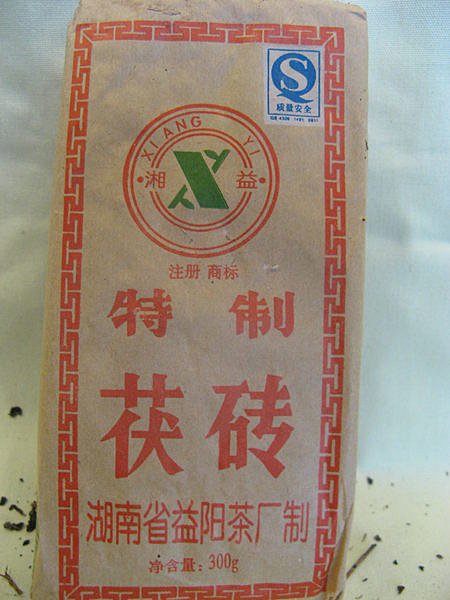 质量安全
XIANG YI
湘 益
注册 商标
特 制
茯砖
湖南省益阳茶厂制
净含量：300g